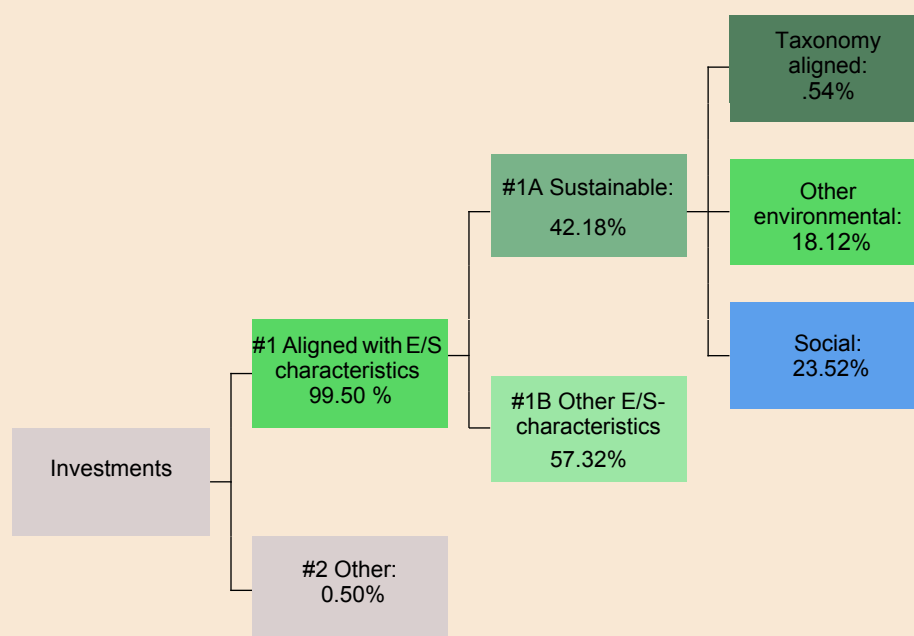 Taxonomy
aligned:
.54%
#1A Sustainable:
42.18%
Other
environmental:
18.12%
#1 Aligned with E/S
characteristics
99.50 %
Social:
23.52%
#1B Other E/S-
characteristics
57.32%
Investments
#2 Other:
0.50%